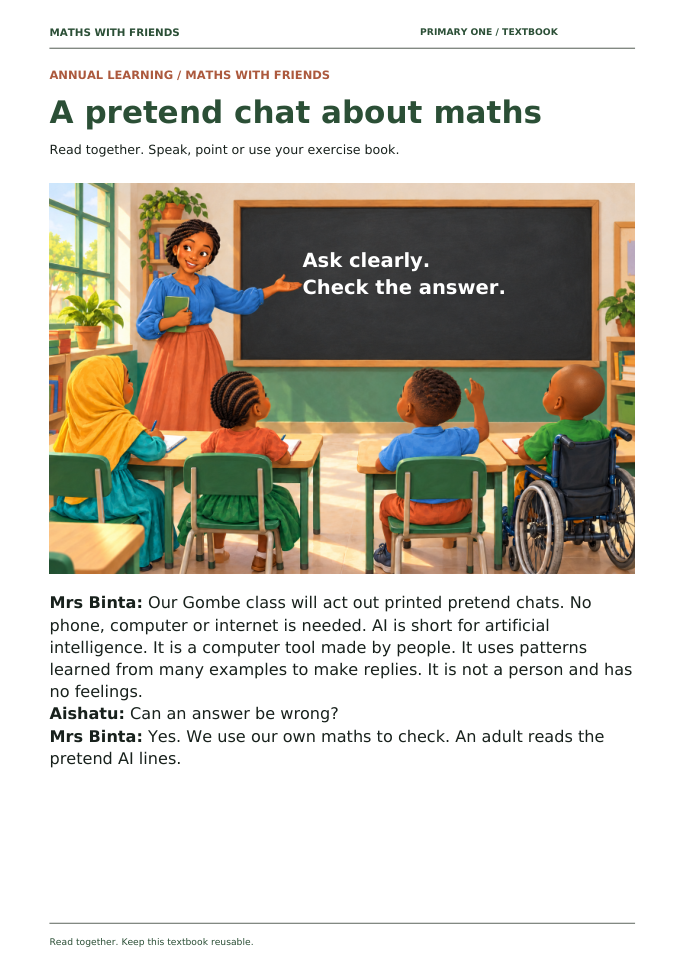 MATHS WITH FRIENDS
PRIMARY ONE / TEXTBOOK
ANNUAL LEARNING / MATHS WITH FRIENDS
A pretend chat about maths
Read together. Speak, point or use your exercise book.
Ask clearly.
Check the answer.
Mrs Binta: Our Gombe class will act out printed pretend chats. No
phone, computer or internet is needed. AI is short for artificial
intelligence. It is a computer tool made by people. It uses patterns
learned from many examples to make replies. It is not a person and has
no feelings.
Aishatu: Can an answer be wrong?
Mrs Binta: Yes. We use our own maths to check. An adult reads the
pretend AI lines.
Read together. Keep this textbook reusable.